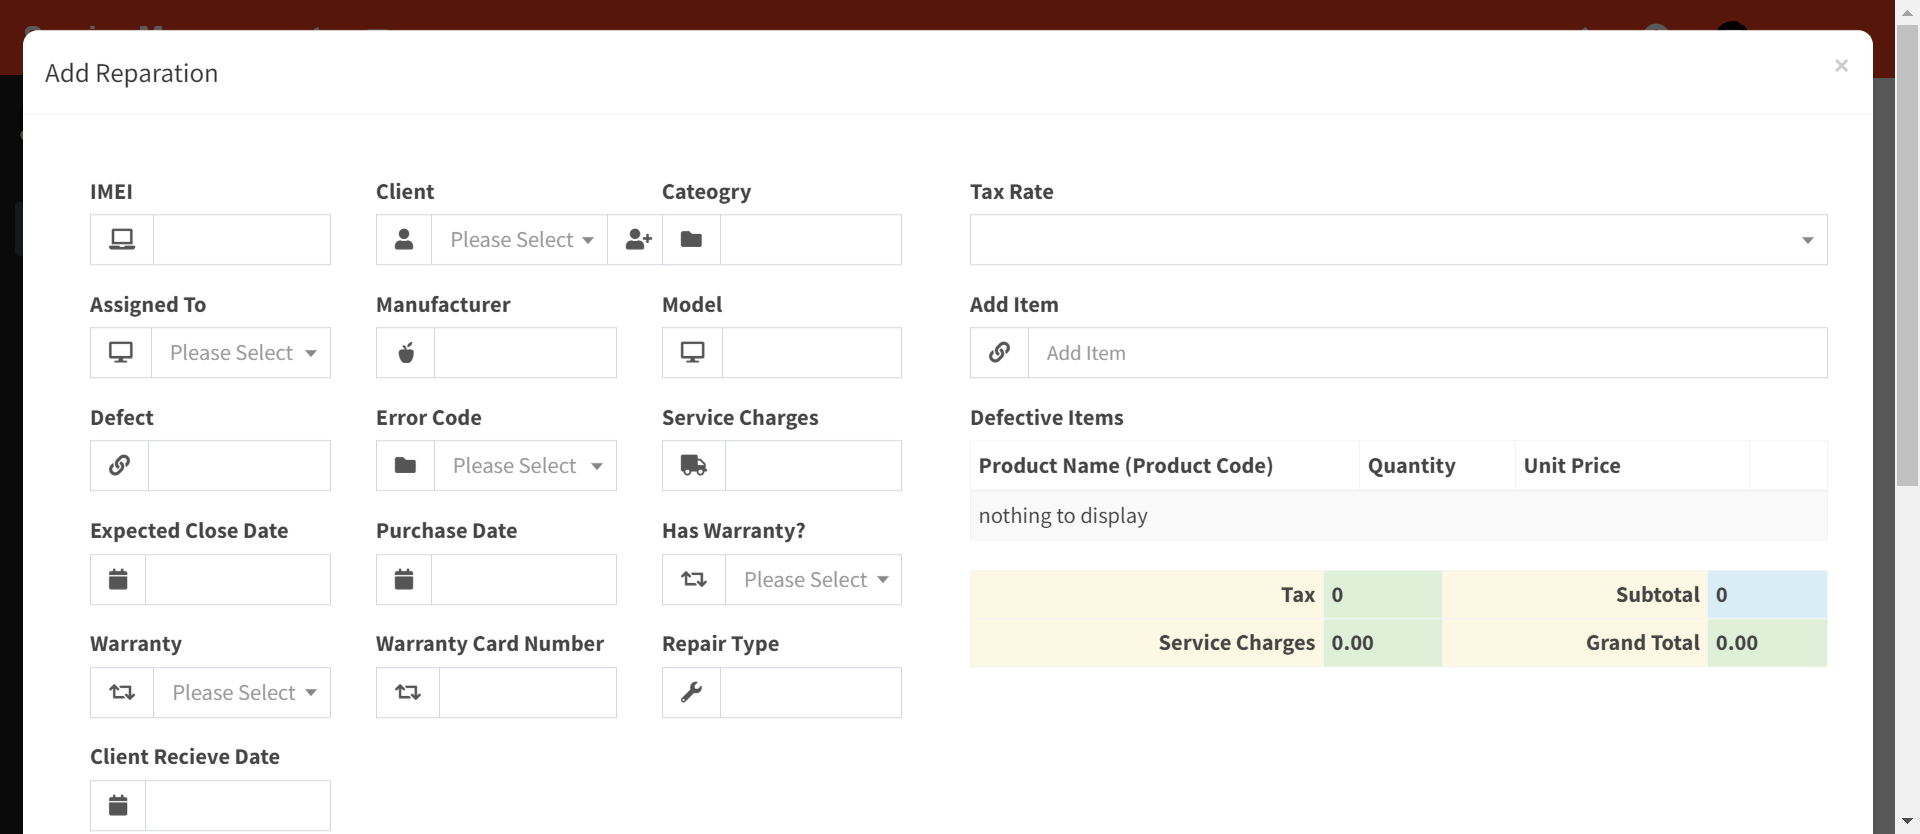 Add Reparation
×
IMEI
Client
Cateogry
Tax Rate
Please Select
Assigned To
Manufacturer
Model
Add Item
Please Select
Add Item
Defect
Error Code
Service Charges
Defective Items
Please Select
Product Name (Product Code)
Quantity
Unit Price
nothing to display
Expected Close Date
Purchase Date
Has Warranty?
Please Select
Tax
0
Subtotal
0
Service Charges
0.00
Grand Total
0.00
Warranty
Warranty Card Number
Repair Type
Please Select
Client Recieve Date